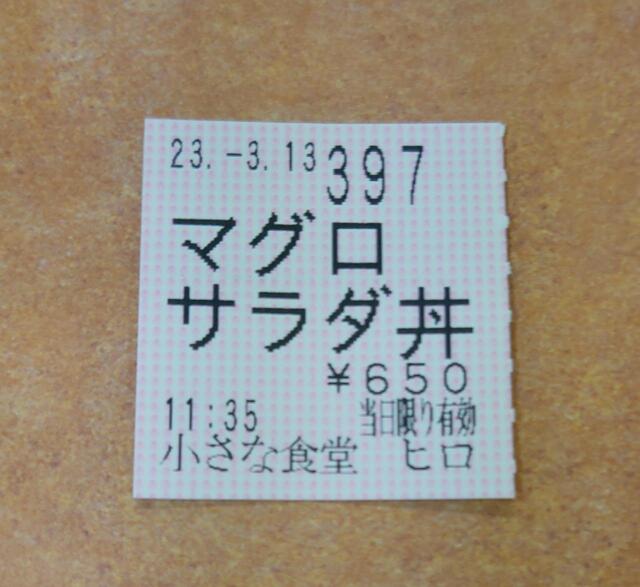 23.-3.13 397
マグロ
サラダ丼
¥650
11:35 当日限り有効
小さな食堂 ヒロ